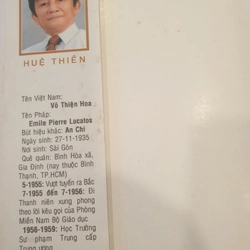 HUỆ THIÊN
Tên Việt Nam:
Võ Thiện Hoa
Tên Pháp:
Emile Pierre Lucatos
Bút hiệu khác: An Chi
Ngày sinh: 27-11-1935
Nơi sinh: Sài Gòn
Quê quán: Bình Hòa xã,
Gia Định (nay thuộc Bình
Thạnh, TP.HCM)
5-1955: Vượt tuyến ra Bắc
7-1955 đến 7-1956: Đi
Thanh niên xung phong
theo lời kêu gọi của Phòng
Miền Nam Bộ Giáo dục
1956-1959: Học Trường
Sư phạm Trung cấp
Trung ương